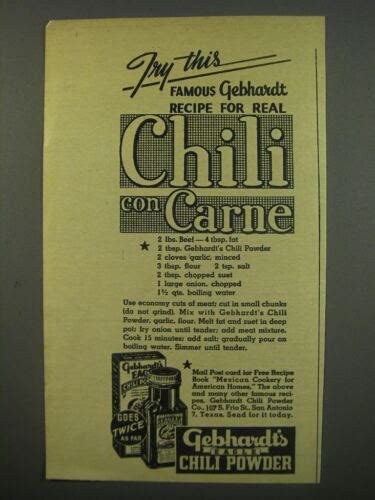 Try this
FAMOUS Gebhardt
RECIPE FOR REAL
Chili
con Carne
2 lbs. Beef — 4 tbsp. fat
★ 2 tbsp. Gebhardt's Chili Powder
2 cloves garlic, minced
3 tbsp. flour 2 tsp. salt
2 tbsp. chopped suet
1 large onion, chopped
1½ qts. boiling water
Use economy cuts of meat; cut in small chunks
(do not grind). Mix with Gebhardt's Chili
Powder, garlic, flour. Melt fat and suet in deep
pot; fry onion until tender; add meat mixture.
Cook 15 minutes; add salt; gradually pour on
boiling water. Simmer until tender.
★
Mail Post card for Free Recipe
Book "Mexican Cookery for
American Homes," The above
and many other famous reci-
pes. Gebhardt Chili Powder
Co., 107 S. Frio St., San Antonio
7, Texas. Send for it today.
Gebhardt's
EAGLE
CHILI POWDER
GOES
TWICE
AS FAR
Gebhardt's
EAGLE
CHILI POWDER